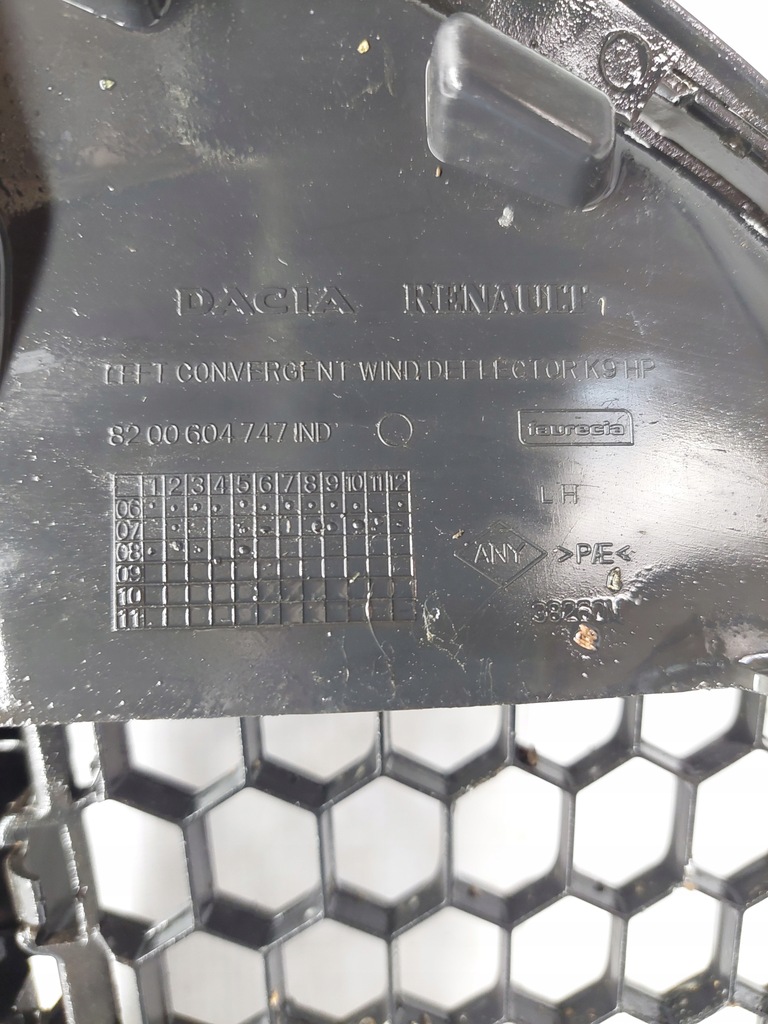 DACIA RENAULT
LEFT CONVERGENT WIND DEFLECTOR K9 HP
82 00 604 747 IND
faurecia
1 2 3 4 5 6 7 8 9 10 11 12
LH
06
07
08
09
10
11
ANY >P/E<